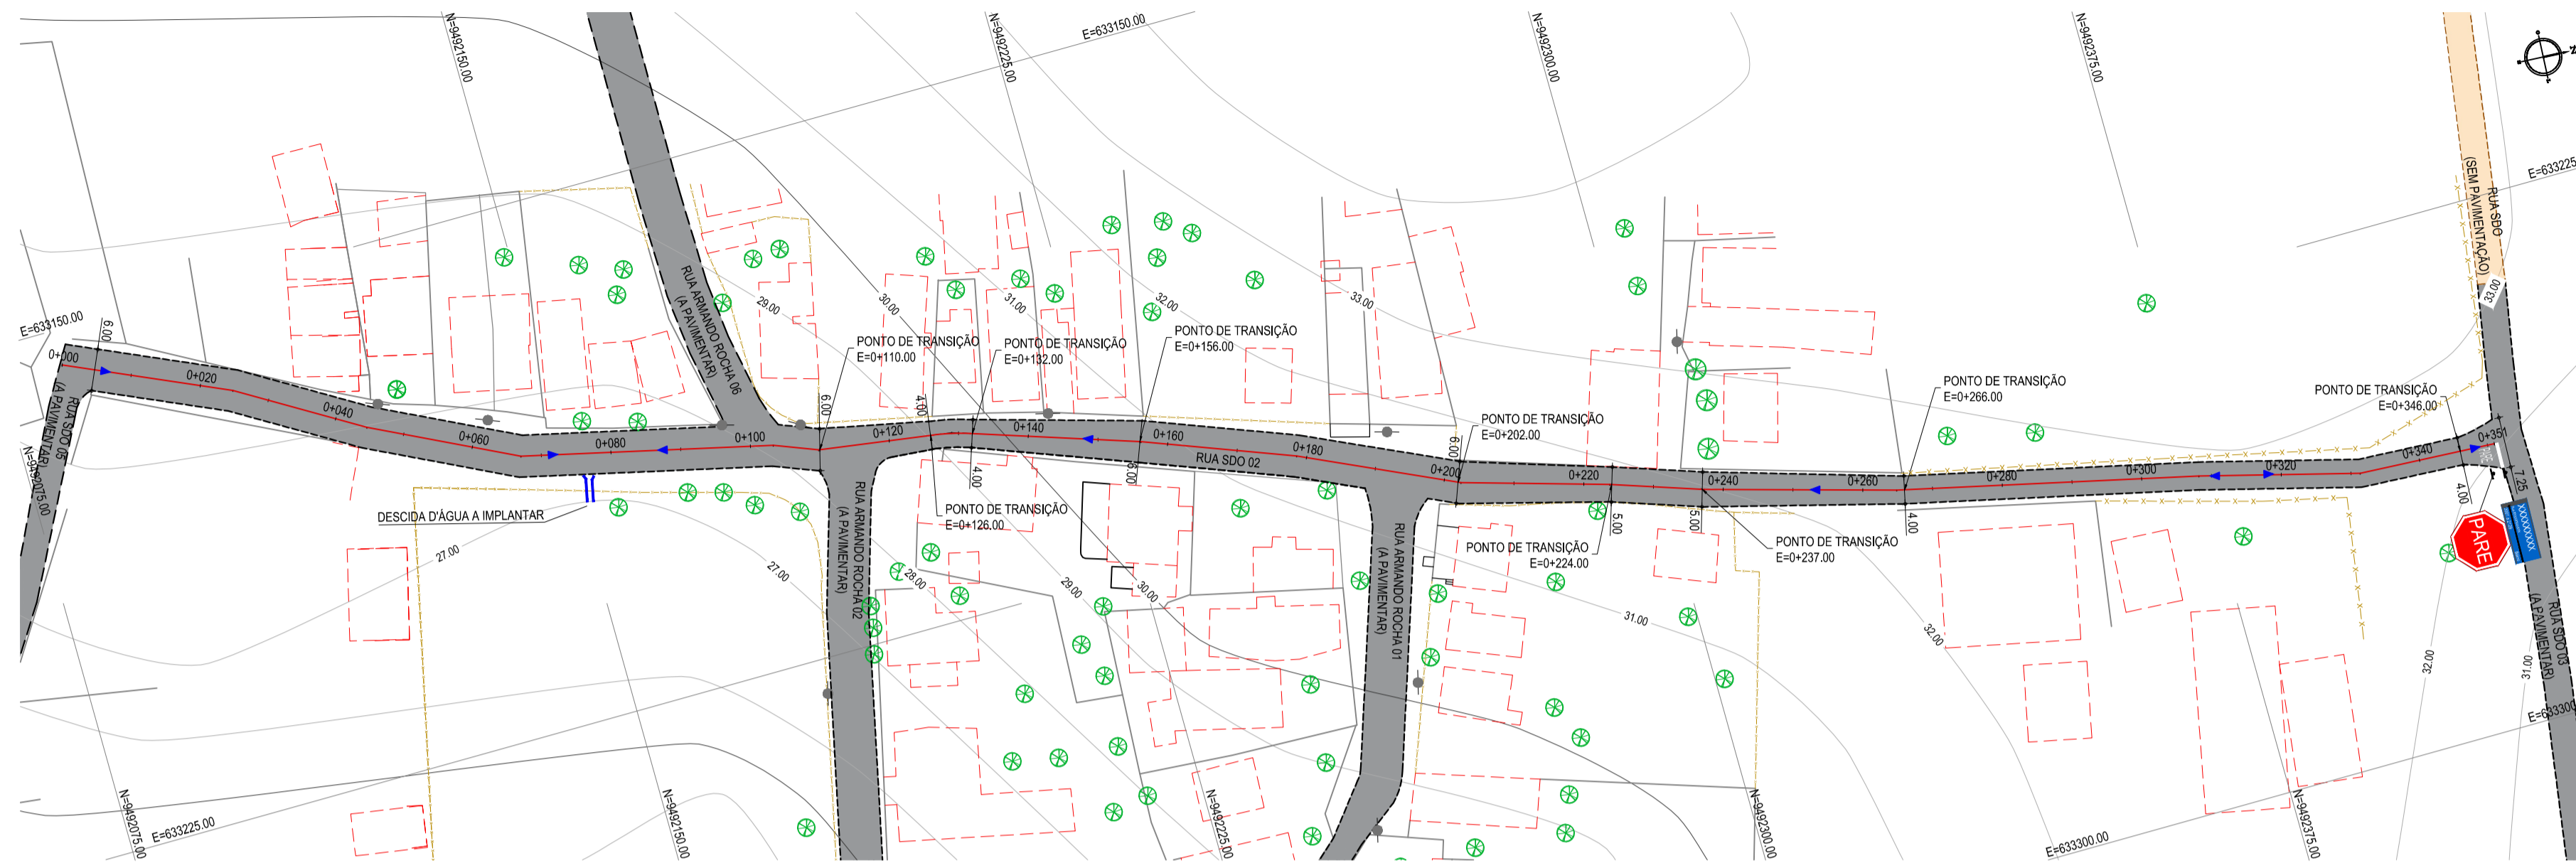 N=9492150.00
N=9492225.00
E=633150.00
N=9492300.00
N=9492375.00
E=633225
RUA SDO
(SEM PAVIMENTAÇÃO)
33.00
E=633150.00
6.00
0+000
0+020
0+040
0+060
0+080
0+100
0+120
0+140
0+160
0+180
0+200
0+220
0+240
0+260
0+280
0+300
0+320
0+340
0+351
RUA SDO 05
(A PAVIMENTAR)
N=9492075.00
RUA ARMANDO ROCHA 06
(A PAVIMENTAR)
29.00
30.00
31.00
32.00
33.00
PONTO DE TRANSIÇÃO
E=0+110.00
6.00
4.00
PONTO DE TRANSIÇÃO
E=0+132.00
PONTO DE TRANSIÇÃO
E=0+156.00
PONTO DE TRANSIÇÃO
E=0+202.00
6.00
PONTO DE TRANSIÇÃO
E=0+266.00
PONTO DE TRANSIÇÃO
E=0+346.00
RUA SDO 02
4.00
6.00
5.00
5.00
4.00
4.00
7.25
DESCIDA D'ÁGUA A IMPLANTAR
PONTO DE TRANSIÇÃO
E=0+126.00
PONTO DE TRANSIÇÃO
E=0+224.00
PONTO DE TRANSIÇÃO
E=0+237.00
PARE
XXXXXXXX
RUA ARMANDO ROCHA 02
(A PAVIMENTAR)
RUA ARMANDO ROCHA 01
(A PAVIMENTAR)
RUA SDO 03
(A PAVIMENTAR)
27.00
27.00
28.00
29.00
30.00
31.00
32.00
32.00
31.00
E=633300
N=9492075.00
E=633225.00
N=9492150.00
N=9492225.00
N=9492300.00
E=633300.00
N=9492375.00